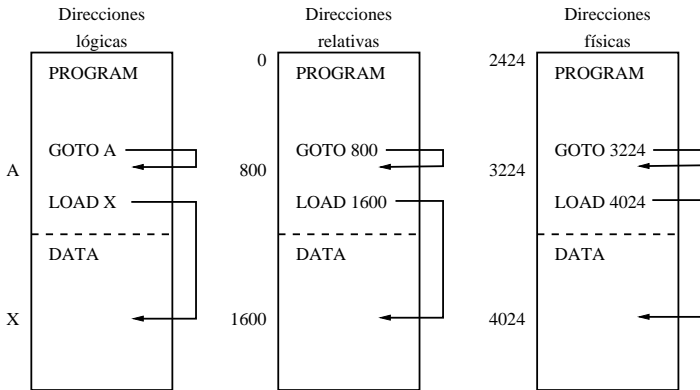 Direcciones
lógicas
PROGRAM
GOTO A
A
LOAD X
DATA
X
Direcciones
relativas
0
PROGRAM
GOTO 800
800
LOAD 1600
DATA
1600
Direcciones
físicas
2424
PROGRAM
GOTO 3224
3224
LOAD 4024
DATA
4024